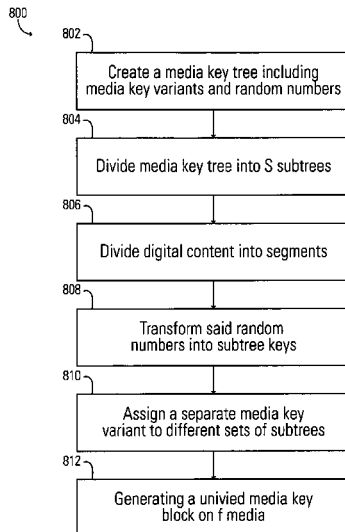 800
802
Create a media key tree including
media key variants and random numbers
804
Divide media key tree into S subtrees
806
Divide digital content into segments
808
Transform said random
numbers into subtree keys
810
Assign a separate media key
variant to different sets of subtrees
812
Generating a univied media key
block on f media